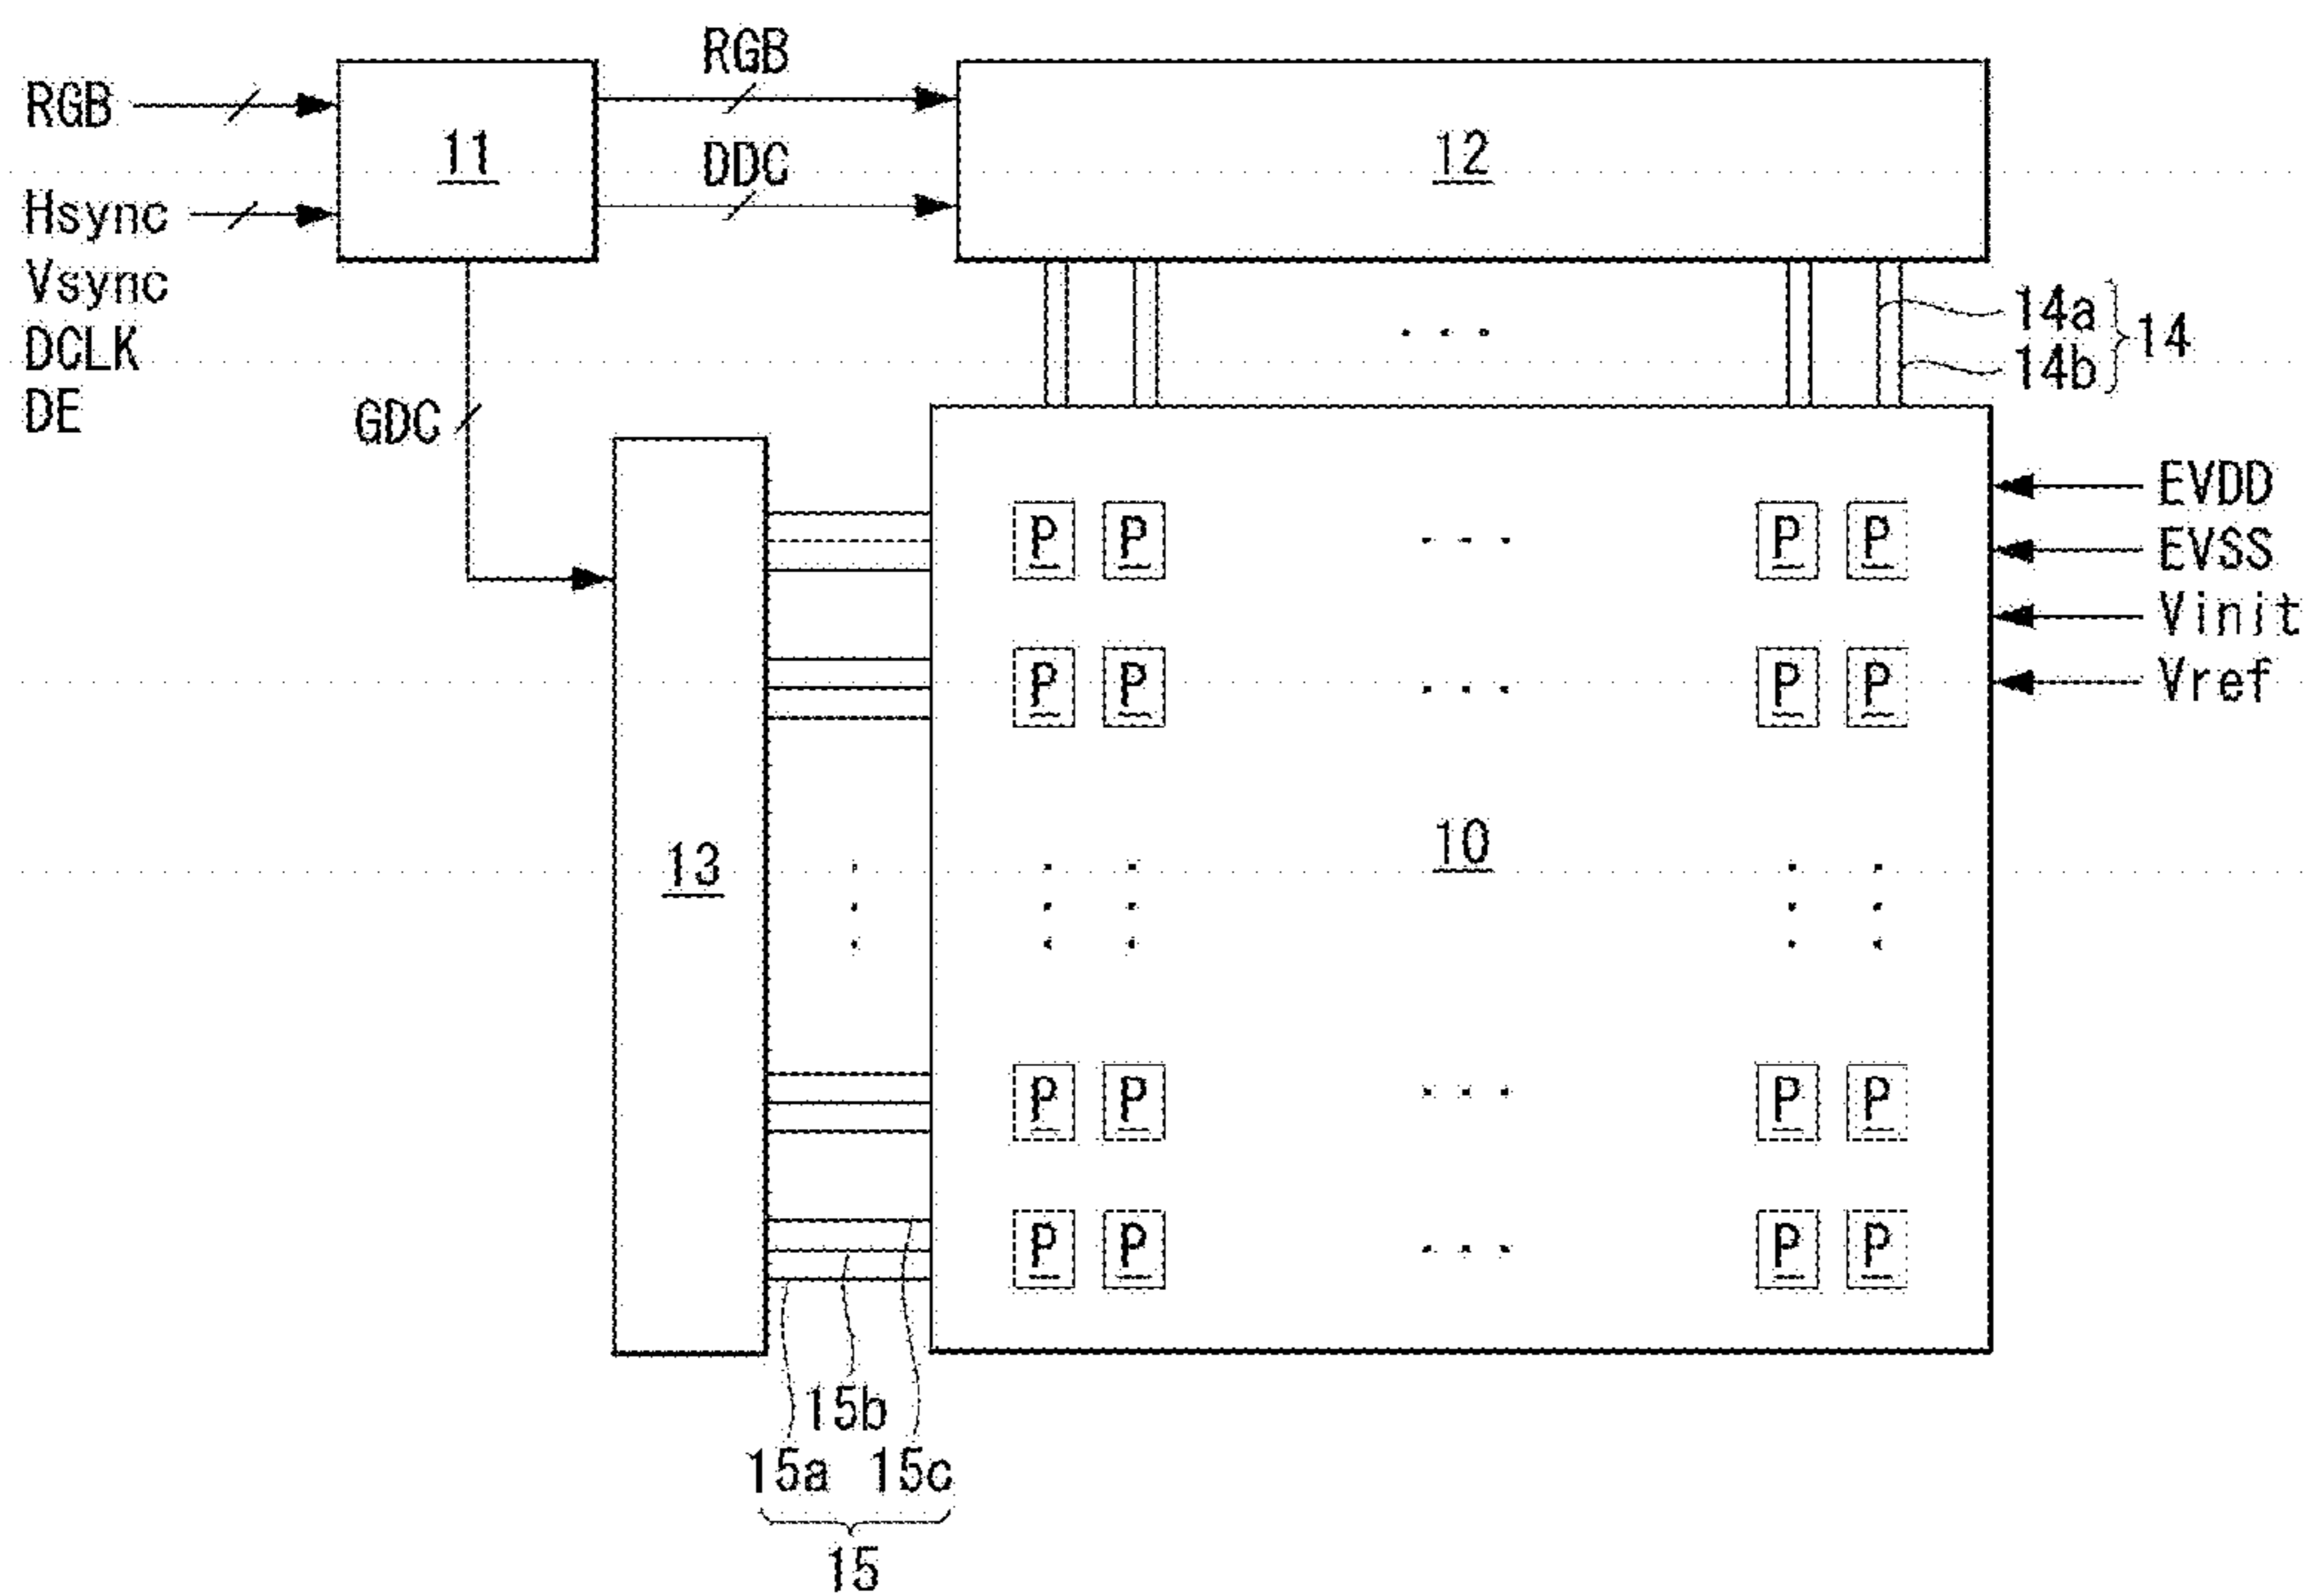 RGB
RGB
11
12
DDC
Hsync
Vsync
DCLK
DE
14a
14
14b
GDC
EVDD
EVSS
Vinit
Vref
P P ... P P
P P ... P P
10
13
P P ... P P
P P ... P P
15b
15a 15c
15